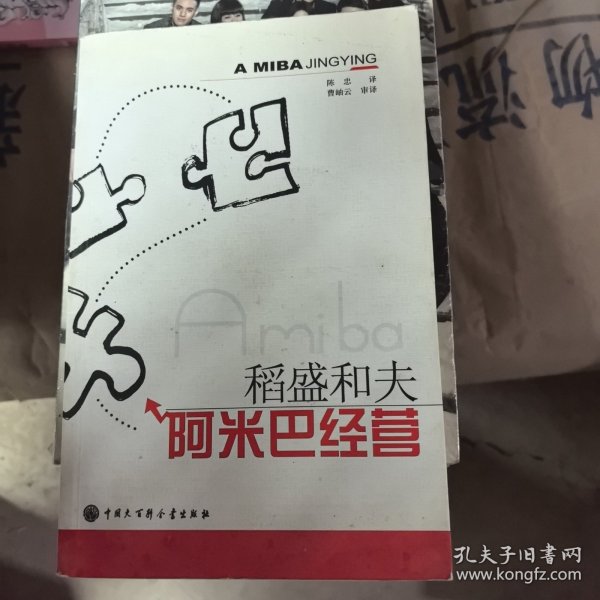 A MIBA JINGYING
陈 忠 译
曹岫云 审译
Amiba
稻盛和夫
阿米巴经营
中国大百科全书出版社
物流
孔夫子旧书网
www.kongfz.com